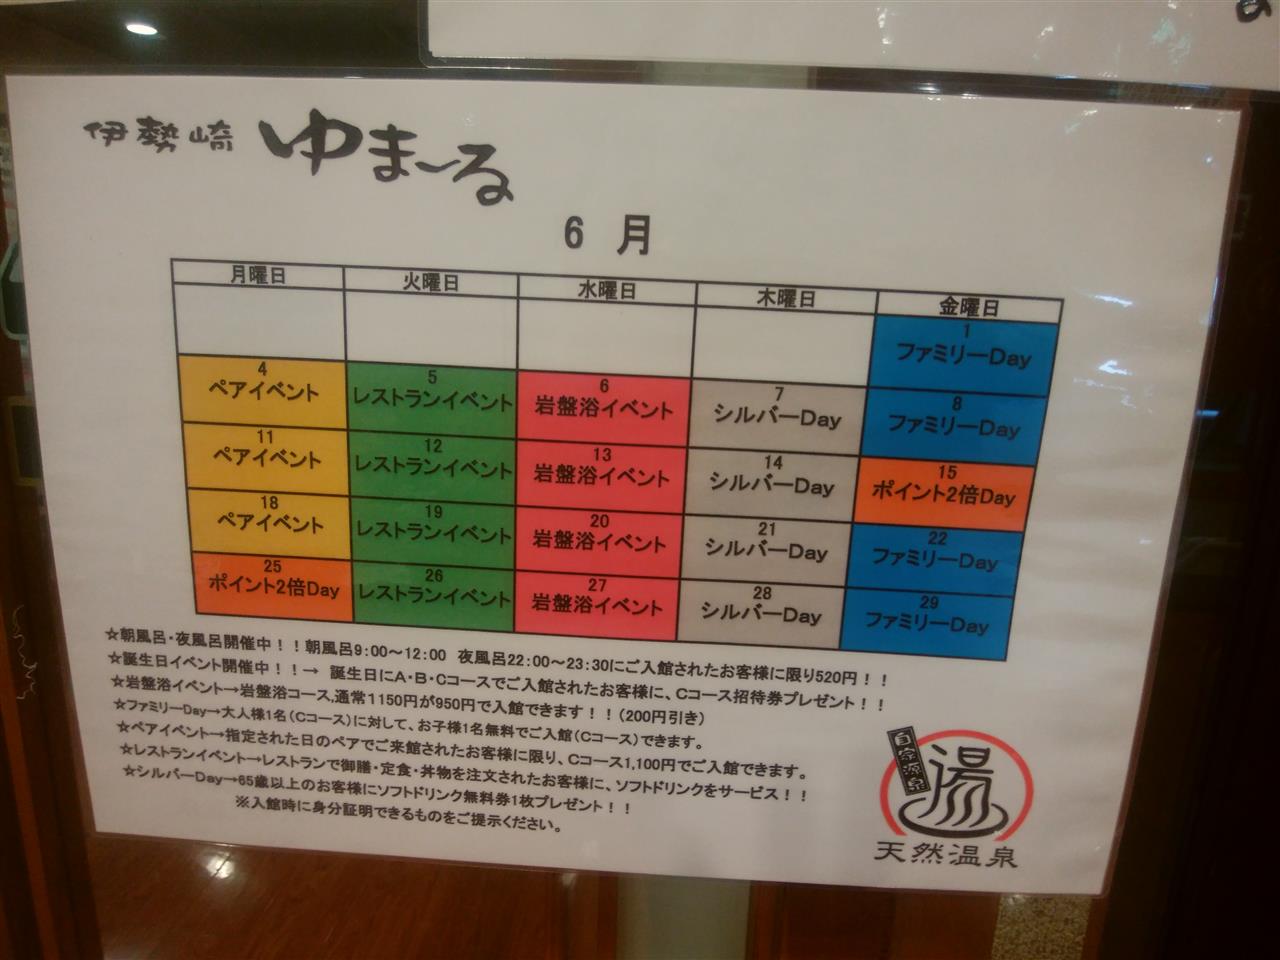 伊勢崎 ゆま〜る
6 月
月曜日 火曜日 水曜日 木曜日 金曜日
1
ファミリーDay
4 5 6 7 8
ペアイベント レストランイベント 岩盤浴イベント シルバーDay ファミリーDay
11 12 13 14 15
ペアイベント レストランイベント 岩盤浴イベント シルバーDay ポイント2倍Day
18 19 20 21 22
ペアイベント レストランイベント 岩盤浴イベント シルバーDay ファミリーDay
25 26 27 28 29
ポイント2倍Day レストランイベント 岩盤浴イベント シルバーDay ファミリーDay
☆朝風呂・夜風呂開催中！！朝風呂9:00〜12:00 夜風呂22:00〜23:30にご入館されたお客様に限り520円！！
☆誕生日イベント開催中！！→ 誕生日にA・B・Cコースでご入館されたお客様に、Cコース招待券プレゼント！！
☆岩盤浴イベント→岩盤浴コース,通常1150円が950円で入館できます！！(200円引き)
☆ファミリーDay→大人様1名(Cコース)に対して、お子様1名無料でご入館(Cコース)できます。
☆ペアイベント→指定された日のペアでご来館されたお客様に限り、Cコース1,100円でご入館できます。
☆レストランイベント→レストランで御膳・定食・丼物を注文されたお客様に、ソフトドリンクをサービス！！
☆シルバーDay→65歳以上のお客様にソフトドリンク無料券1枚プレゼント！！
※入館時に身分証明できるものをご提示ください。
自家源泉
湯
天然温泉